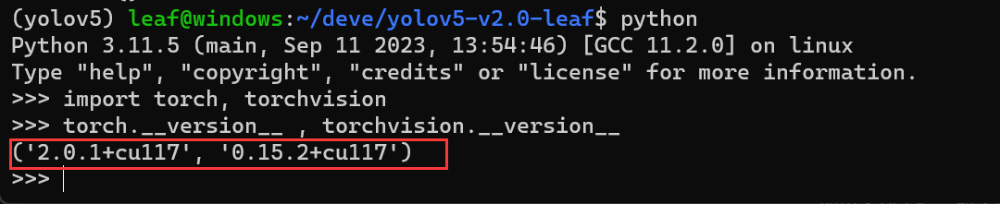 (yolov5) leaf@windows:~/deve/yolov5-v2.0-leaf$ python
Python 3.11.5 (main, Sep 11 2023, 13:54:46) [GCC 11.2.0] on linux
Type "help", "copyright", "credits" or "license" for more information.
>>> import torch, torchvision
>>> torch.__version__ , torchvision.__version__
('2.0.1+cu117', '0.15.2+cu117')
>>>